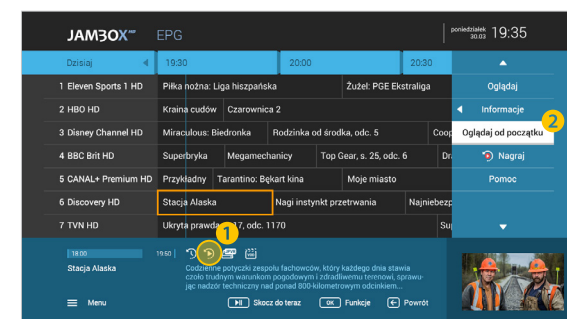 JAMBOX EPG poniedziałek 30.03 19:35
Dzisiaj 19:30 20:00 20:30
1 Eleven Sports 1 HD Piłka nożna: Liga hiszpańska Żużel: PGE Ekstraliga Oglądaj
2 HBO HD Kraina cudów Czarownica 2 Informacje
2
3 Disney Channel HD Miraculous: Biedronka Rodzinka od środka, odc. 5 Coop Oglądaj od początku
4 BBC Brit HD Superbryka Megamechanicy Top Gear, s. 25, odc. 6 Dr Nagraj
5 CANAL+ Premium HD Przykładny Tarantino: Bękart kina Moje miasto Pomoc
6 Discovery HD Stacja Alaska Nagi instynkt przetrwania Najniebezp
7 TVN HD Ukryta prawda 17, odc. 1170 Su
1
18:00 19:50
Stacja Alaska Codzienne potyczki zespołu fachowców, który każdego dnia stawia
czoło trudnym warunkom pogodowym i zdradliwemu terenowi, sprawu-
jąc nadzór techniczny nad ponad 800-kilometrowym odcinkiem...
Menu Skocz do teraz OK Funkcje Powrót